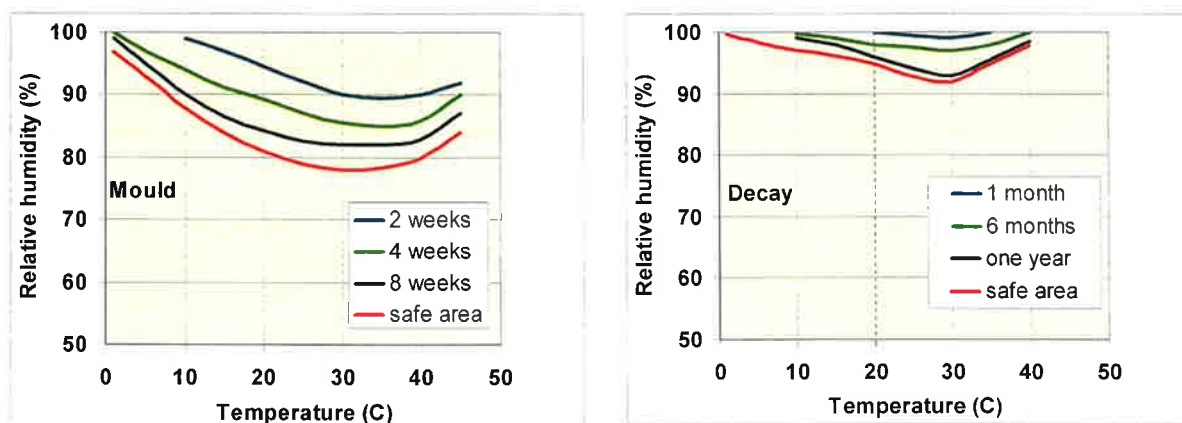 100
90
80
70
60
50
Relative humidity (%)
Mould
2 weeks
4 weeks
8 weeks
safe area
0 10 20 30 40 50
Temperature (C)
100
90
80
70
60
50
Relative humidity (%)
Decay
1 month
6 months
one year
safe area
0 10 20 30 40 50
Temperature (C)